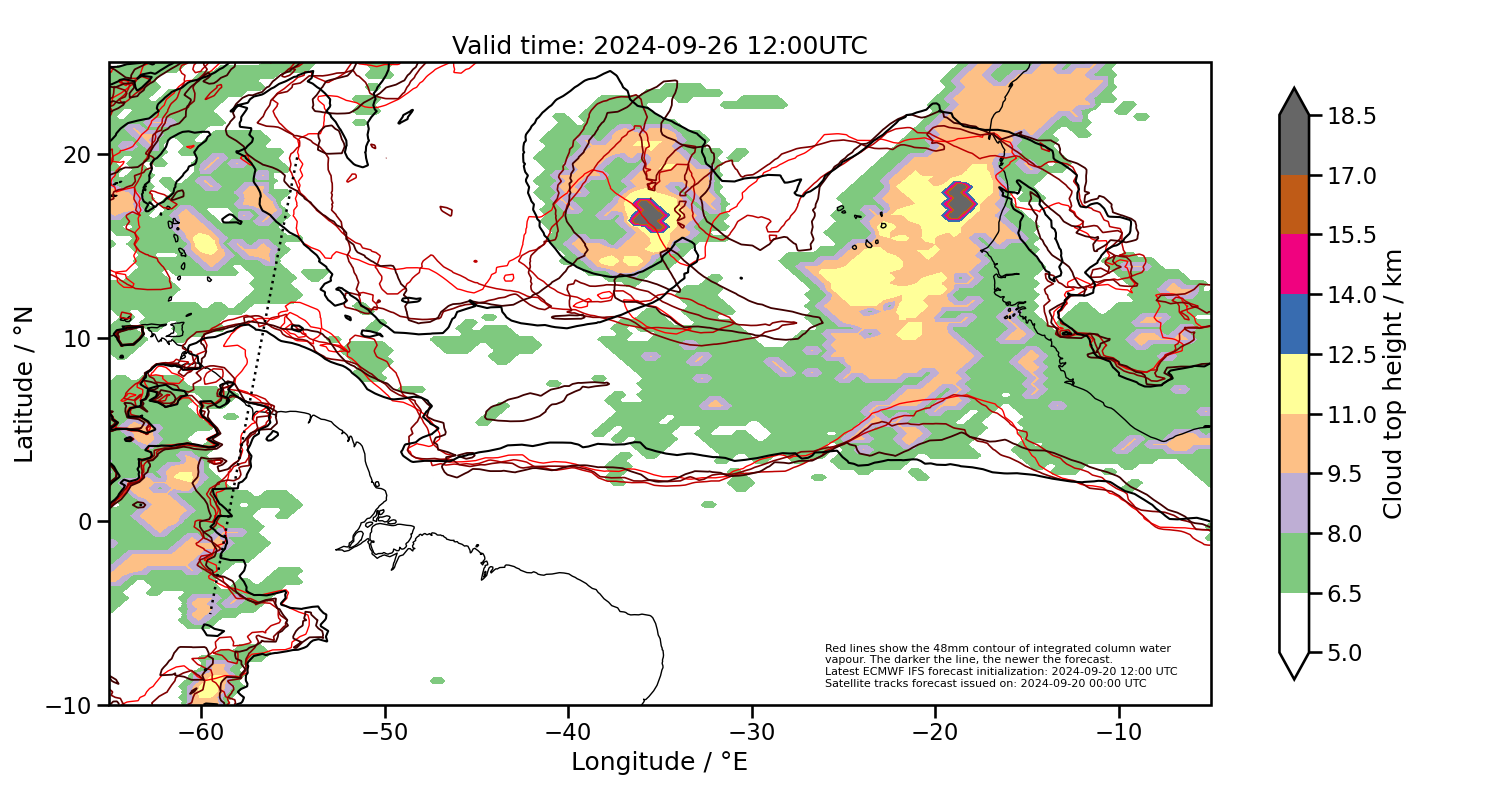 Valid time: 2024-09-26 12:00UTC
20
10
0
−10
Latitude / °N
−60
−50
−40
−30
−20
−10
Longitude / °E
Red lines show the 48mm contour of integrated column water
vapour. The darker the line, the newer the forecast.
Latest ECMWF IFS forecast initialization: 2024-09-20 12:00 UTC
Satellite tracks forecast issued on: 2024-09-20 00:00 UTC
18.5
17.0
15.5
14.0
12.5
11.0
9.5
8.0
6.5
5.0
Cloud top height / km